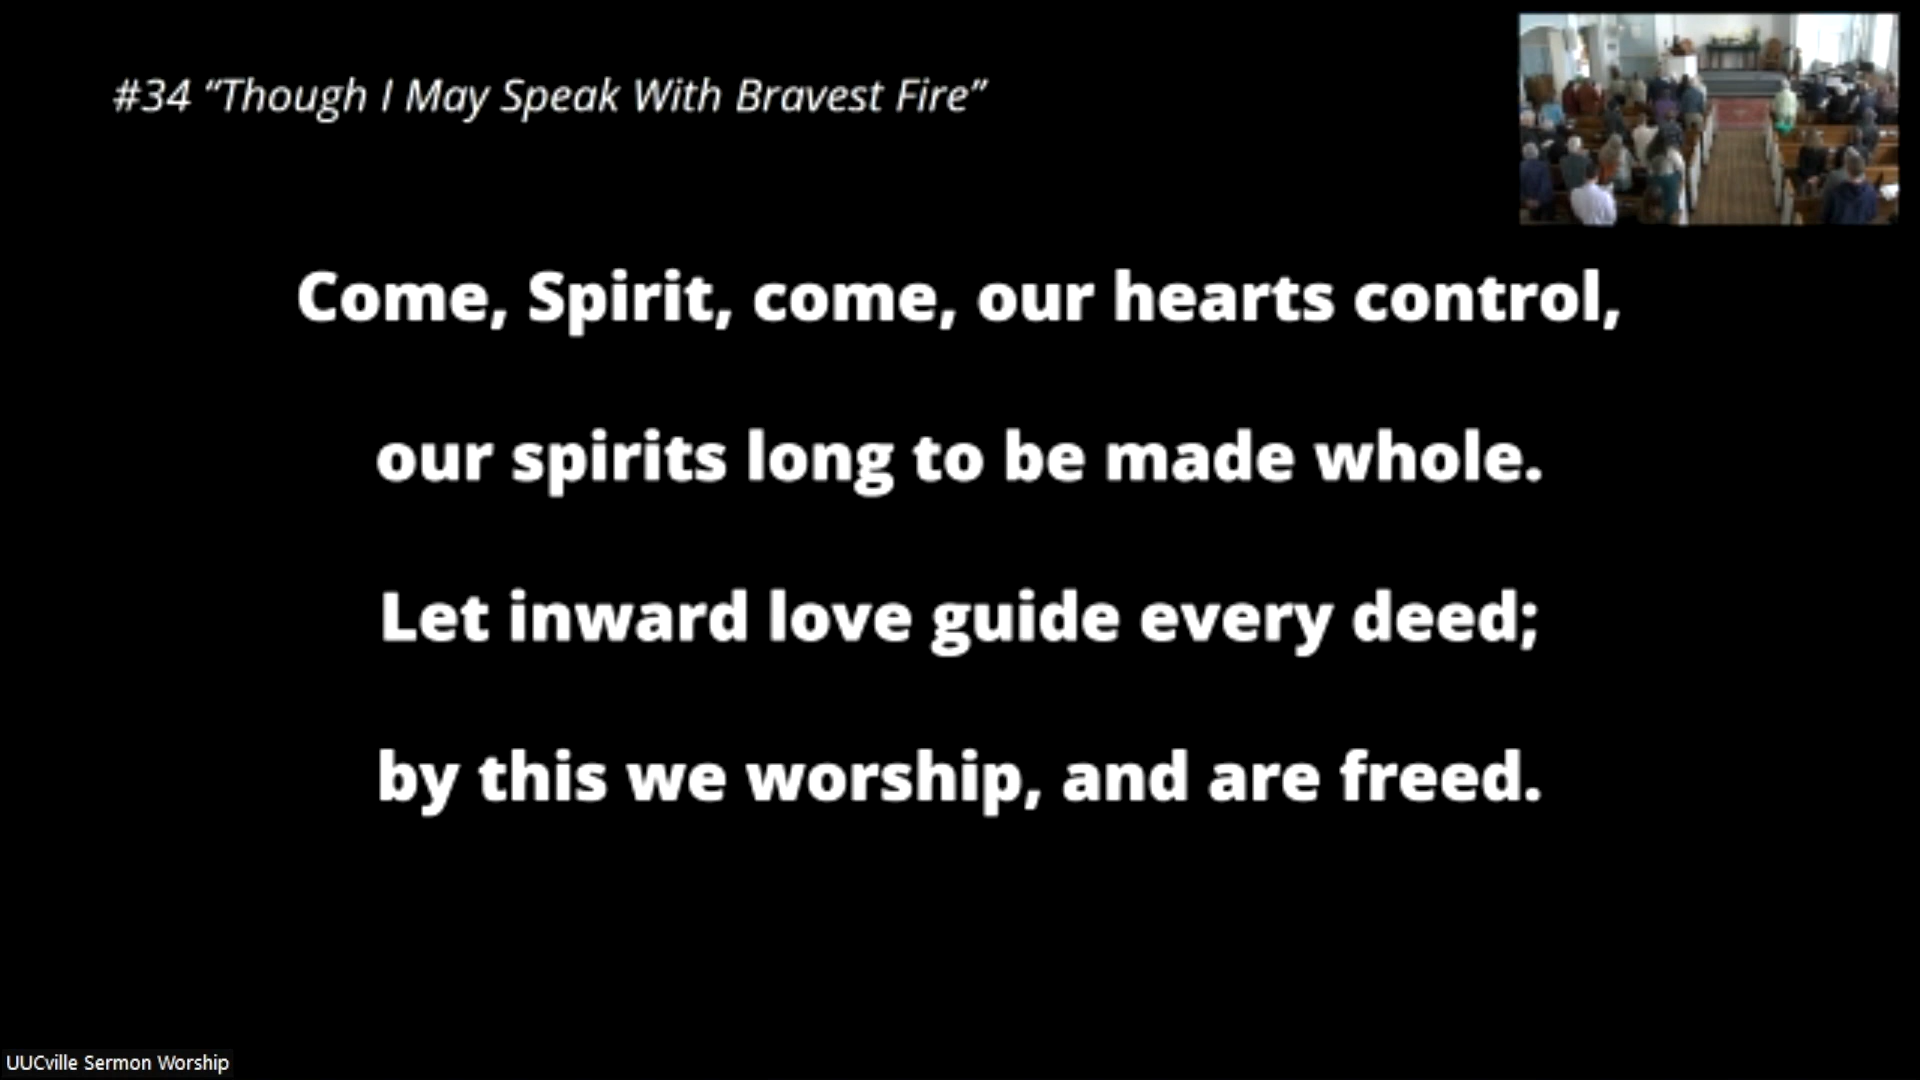 #34 “Though I May Speak With Bravest Fire”
Come, Spirit, come, our hearts control,
our spirits long to be made whole.
Let inward love guide every deed;
by this we worship, and are freed.
UUCville Sermon Worship